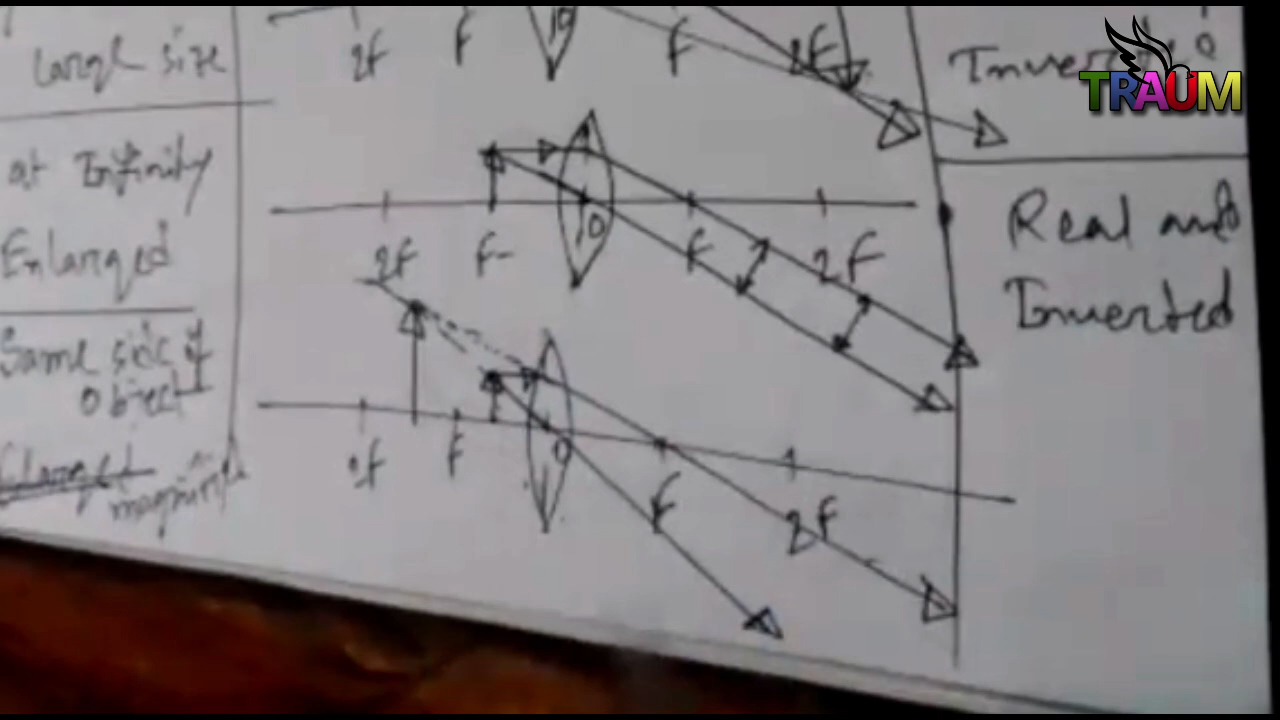 Large size
2F F O F 2F
Inverted
TRAUM
at Infinity
Enlarged
2F F O F 2F
Real and
Inverted
Same side of
object
2F F O F 2F